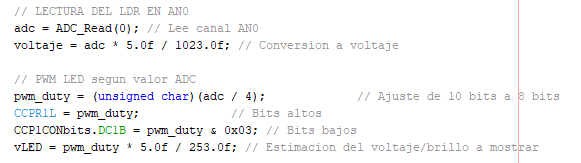 // LECTURA DEL LDR EN AN0
adc = ADC_Read(0); // Lee canal AN0
voltaje = adc * 5.0f / 1023.0f; // Conversion a voltaje
// PWM LED segun valor ADC
pwm_duty = (unsigned char)(adc / 4); // Ajuste de 10 bits a 8 bits
CCPR1L = pwm_duty; // Bits altos
CCP1CONbits.DC1B = pwm_duty & 0x03; // Bits bajos
vLED = pwm_duty * 5.0f / 253.0f; // Estimacion del voltaje/brillo a mostrar